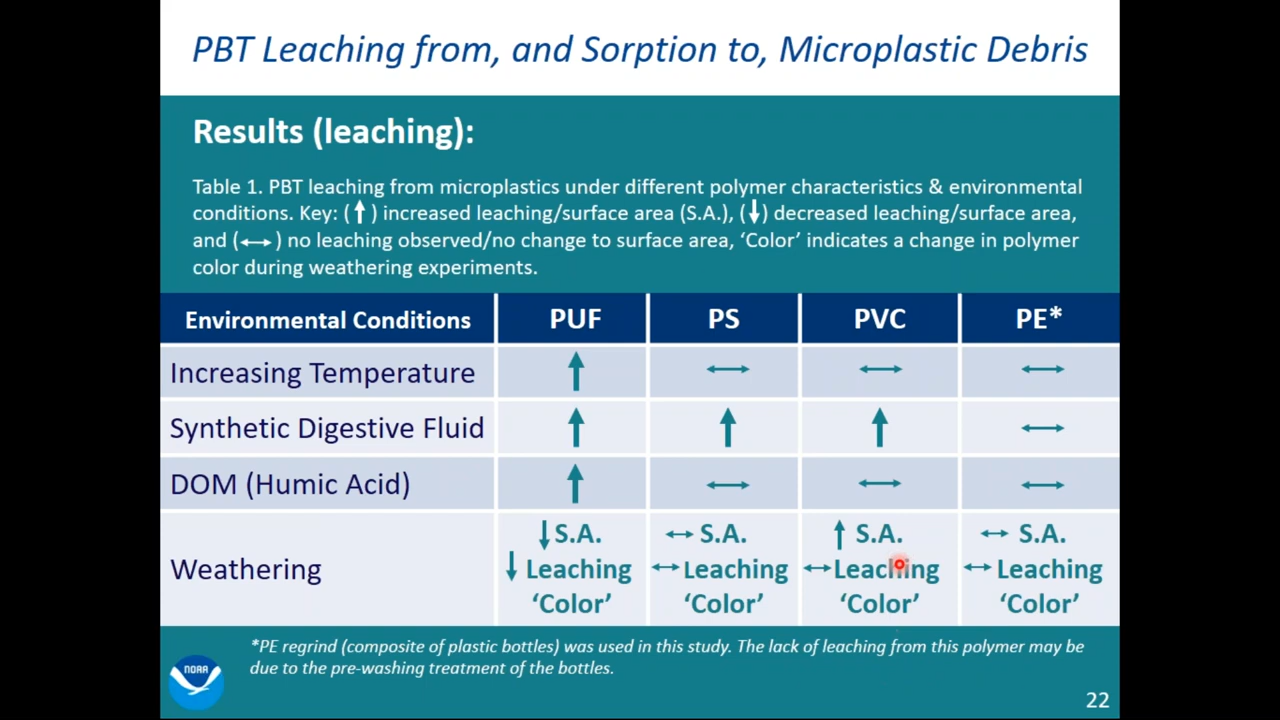 PBT Leaching from, and Sorption to, Microplastic Debris
Results (leaching):
Table 1. PBT leaching from microplastics under different polymer characteristics & environmental
conditions. Key: (↑) increased leaching/surface area (S.A.), (↓) decreased leaching/surface area,
and (↔) no leaching observed/no change to surface area, ‘Color’ indicates a change in polymer
color during weathering experiments.
Environmental Conditions PUF PS PVC PE*
Increasing Temperature ↑ ↔ ↔ ↔
Synthetic Digestive Fluid ↑ ↑ ↑ ↔
DOM (Humic Acid) ↑ ↔ ↔ ↔
↓ S.A. ↔ S.A. ↑ S.A. ↔ S.A.
Weathering ↓ Leaching ↔ Leaching ↔ Leaching ↔ Leaching
‘Color’ ‘Color’ ‘Color’ ‘Color’
*PE regrind (composite of plastic bottles) was used in this study. The lack of leaching from this polymer may be
due to the pre-washing treatment of the bottles.
NOAA
22